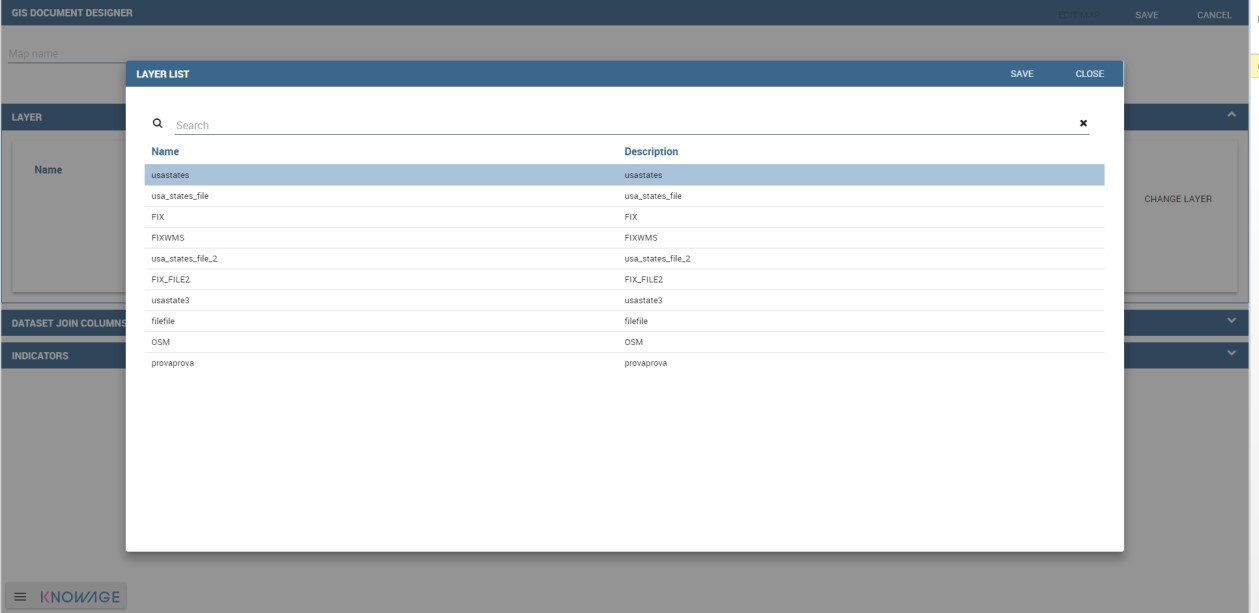 GIS DOCUMENT DESIGNER
EDIT MAP SAVE CANCEL
Map name
LAYER LIST SAVE CLOSE
LAYER
Search
Name Description
usastates usastates
Name
usa_states_file usa_states_file
CHANGE LAYER
FIX FIX
FIXWMS FIXWMS
usa_states_file_2 usa_states_file_2
FIX_FILE2 FIX_FILE2
usastate3 usastate3
DATASET JOIN COLUMNS
filefile filefile
OSM OSM
INDICATORS
provaprova provaprova
KNOWAGE